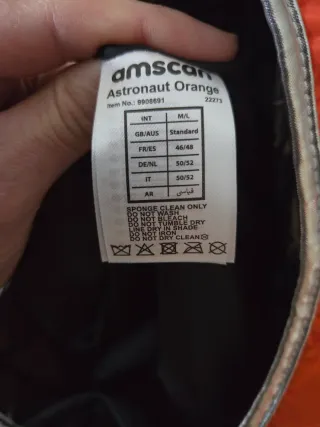 amscan
Astronaut Orange
Item No.: 9908691 22273
INT M/L
GB/AUS Standard
FR/ES 46/48
DE/NL 50/52
IT 50/52
AR قياسي
SPONGE CLEAN ONLY
DO NOT WASH
DO NOT BLEACH
DO NOT TUMBLE DRY
LINE DRY IN SHADE
DO NOT IRON
DO NOT DRY CLEAN